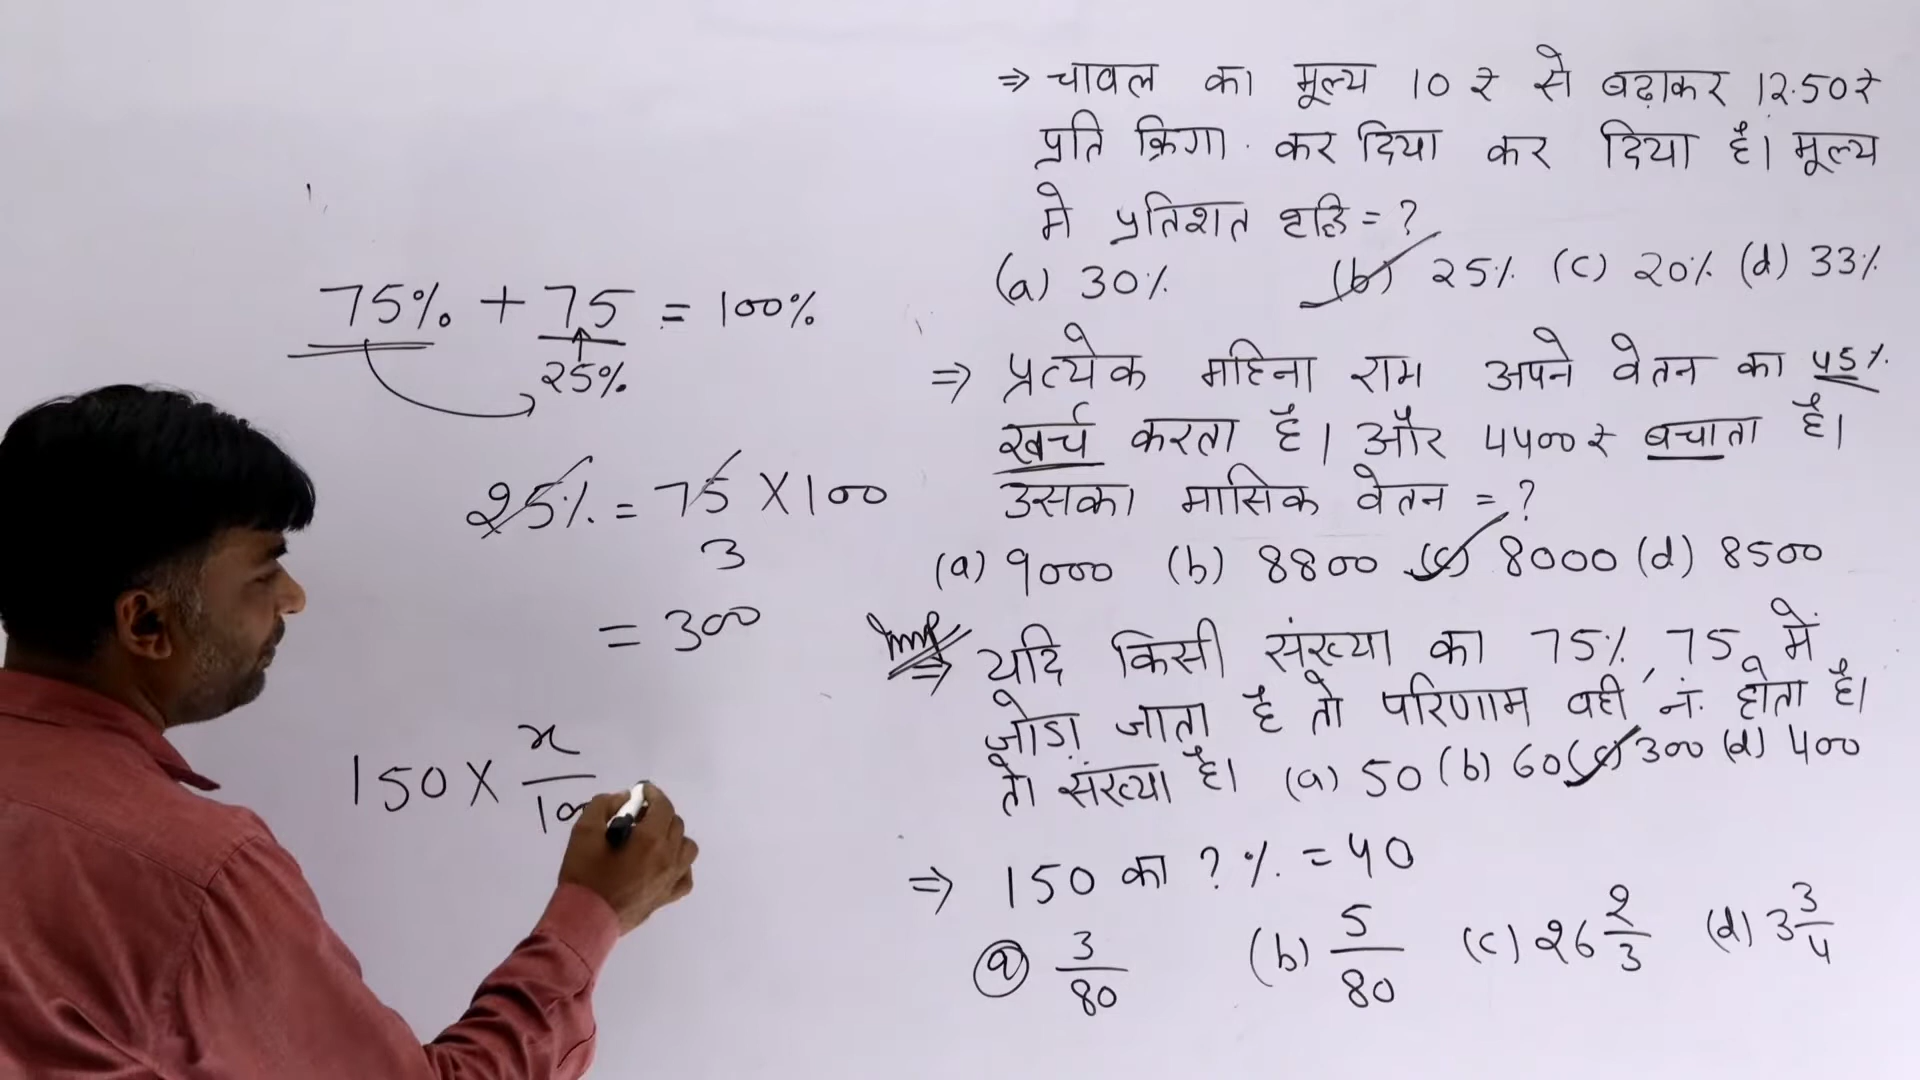 75% + 75 = 100%
25%
25% = 75 X 100
3
= 300
150 X x
10
⇒ चावल का मूल्य 10 ₹ से बढ़ाकर 12.50 ₹
प्रति किग्रा. कर दिया कर दिया है। मूल्य
मे प्रतिशत वृद्धि = ?
(a) 30% (b) 25% (c) 20% (d) 33%
⇒ प्रत्येक महिना राम अपने वेतन का 45%
खर्च करता है। और 4400 ₹ बचाता है।
उसका मासिक वेतन = ?
(a) 9000 (b) 8800 (c) 8000 (d) 8500
Imp
⇒ यदि किसी संख्या का 75%, 75 में
जोडा़ जाता है तो परिणाम वही नं. होता है।
तो संख्या है। (a) 50 (b) 60 (c) 300 (d) 400
⇒ 150 का ? % = 40
(a) 3/80 (b) 5/80 (c) 26 2/3 (d) 3 3/4